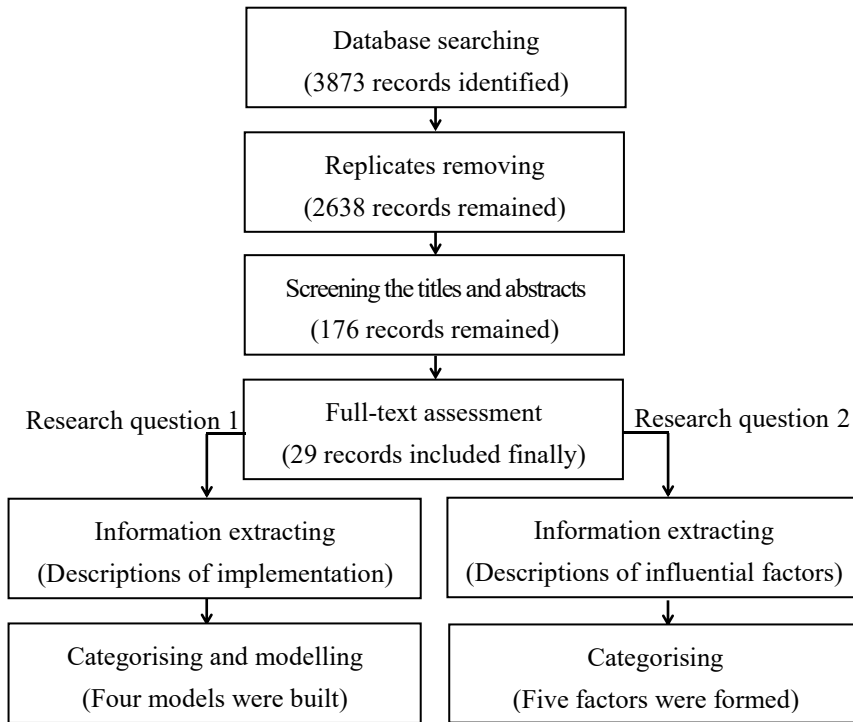 Database searching
(3873 records identified)
Replicates removing
(2638 records remained)
Screening the titles and abstracts
(176 records remained)
Research question 1
Full-text assessment
(29 records included finally)
Research question 2
Information extracting
(Descriptions of implementation)
Information extracting
(Descriptions of influential factors)
Categorising and modelling
(Four models were built)
Categorising
(Five factors were formed)